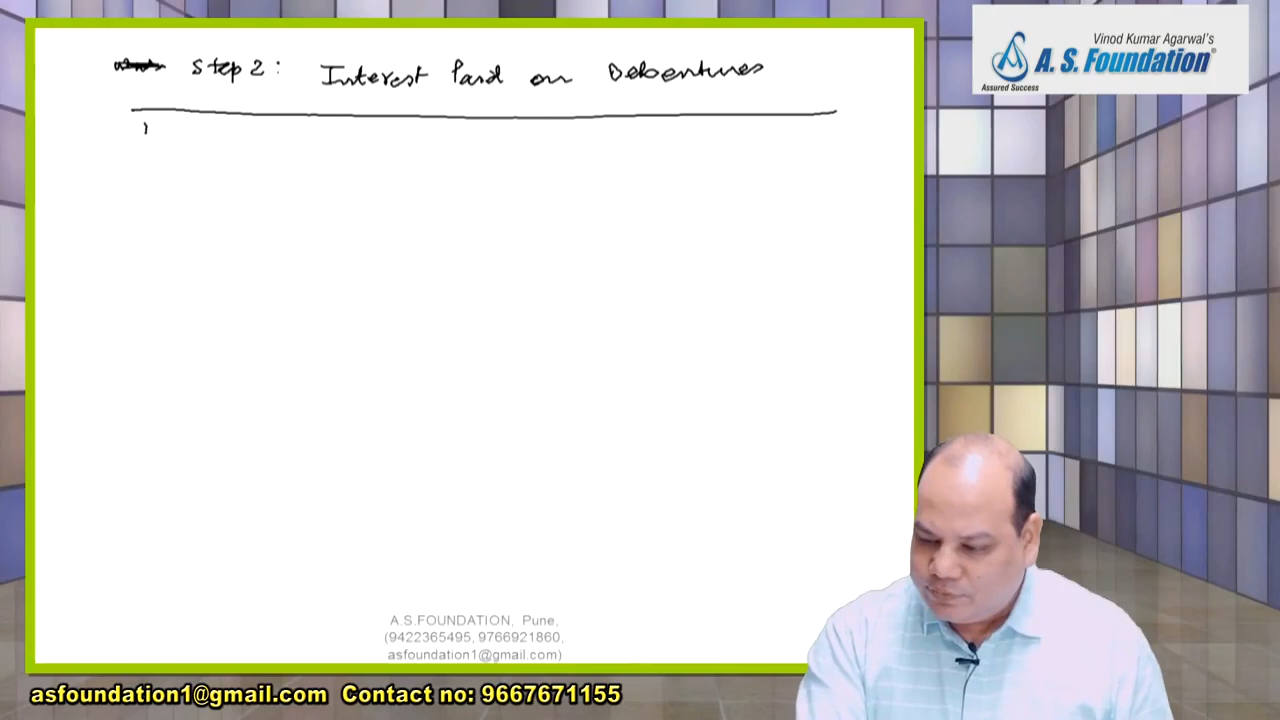 Step 2 : Interest Paid on Debentures
Vinod Kumar Agarwal's
A. S. Foundation®
Assured Success
A.S.FOUNDATION, Pune,
(9422365495, 9766921860,
asfoundation1@gmail.com)
asfoundation1@gmail.com Contact no: 9667671155